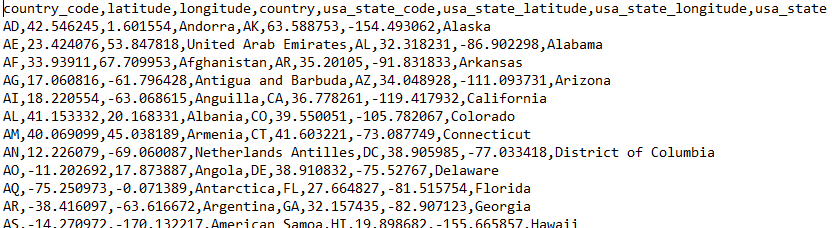 country_code,latitude,longitude,country,usa_state_code,usa_state_latitude,usa_state_longitude,usa_state
AD,42.546245,1.601554,Andorra,AK,63.588753,-154.493062,Alaska
AE,23.424076,53.847818,United Arab Emirates,AL,32.318231,-86.902298,Alabama
AF,33.93911,67.709953,Afghanistan,AR,35.20105,-91.831833,Arkansas
AG,17.060816,-61.796428,Antigua and Barbuda,AZ,34.048928,-111.093731,Arizona
AI,18.220554,-63.068615,Anguilla,CA,36.778261,-119.417932,California
AL,41.153332,20.168331,Albania,CO,39.550051,-105.782067,Colorado
AM,40.069099,45.038189,Armenia,CT,41.603221,-73.087749,Connecticut
AN,12.226079,-69.060087,Netherlands Antilles,DC,38.905985,-77.033418,District of Columbia
AO,-11.202692,17.873887,Angola,DE,38.910832,-75.52767,Delaware
AQ,-75.250973,-0.071389,Antarctica,FL,27.664827,-81.515754,Florida
AR,-38.416097,-63.616672,Argentina,GA,32.157435,-82.907123,Georgia
AS,-14.270972,-170.132217,American Samoa,HI,19.898682,-155.665857,Hawaii